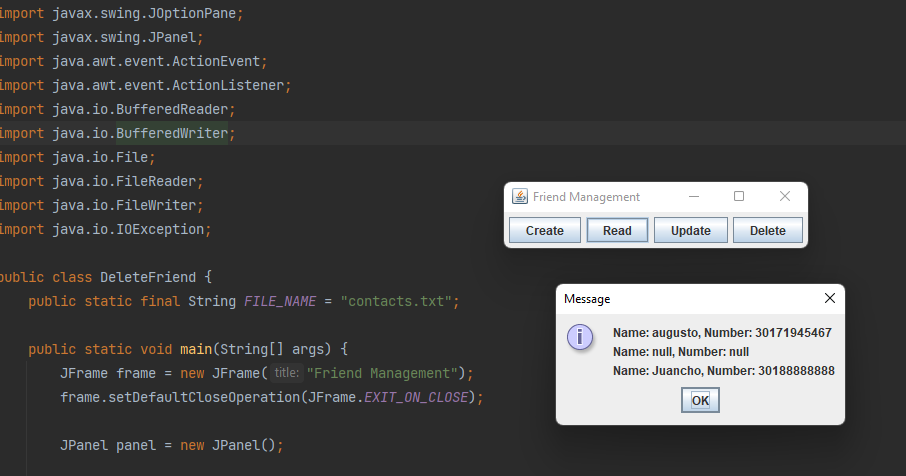 import javax.swing.JOptionPane;
import javax.swing.JPanel;
import java.awt.event.ActionEvent;
import java.awt.event.ActionListener;
import java.io.BufferedReader;
import java.io.BufferedWriter;
import java.io.File;
import java.io.FileReader;
import java.io.FileWriter;
import java.io.IOException;
public class DeleteFriend {
public static final String FILE_NAME = "contacts.txt";
public static void main(String[] args) {
JFrame frame = new JFrame( title: "Friend Management");
frame.setDefaultCloseOperation(JFrame.EXIT_ON_CLOSE);
JPanel panel = new JPanel();
Friend Management
Create Read Update Delete
Message
Name: augusto, Number: 30171945467
Name: null, Number: null
Name: Juancho, Number: 30188888888
OK